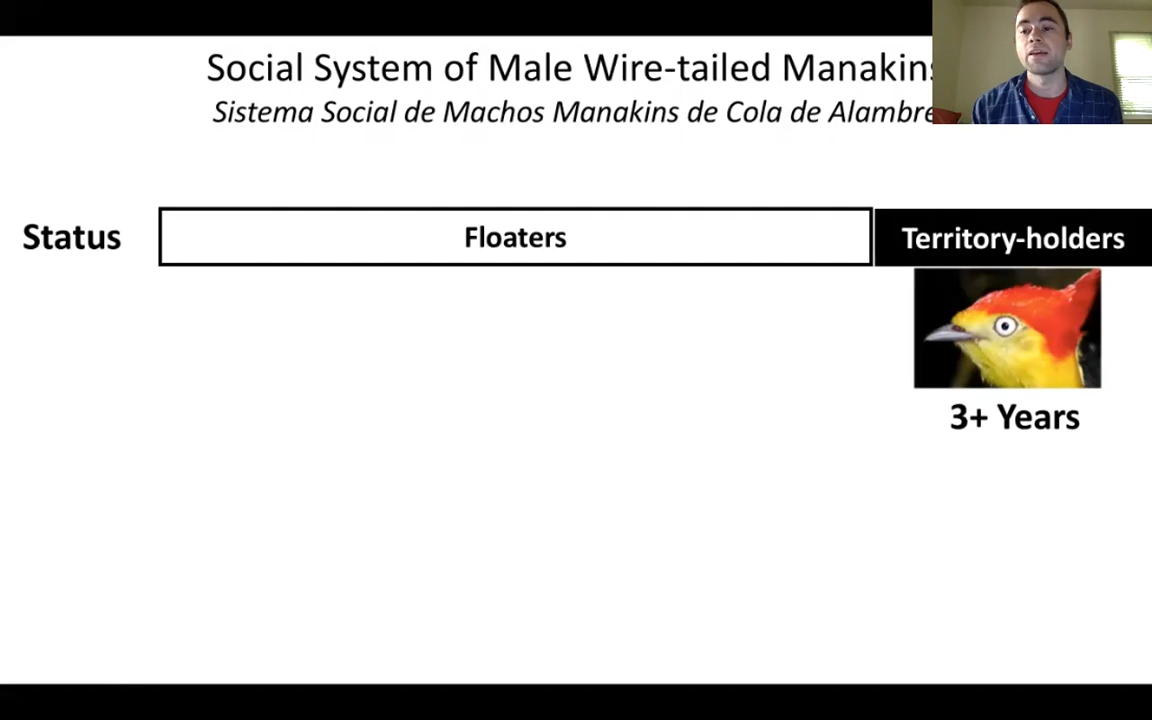 Social System of Male Wire-tailed Manakins
Sistema Social de Machos Manakins de Cola de Alambre
Status
Floaters
Territory-holders
3+ Years